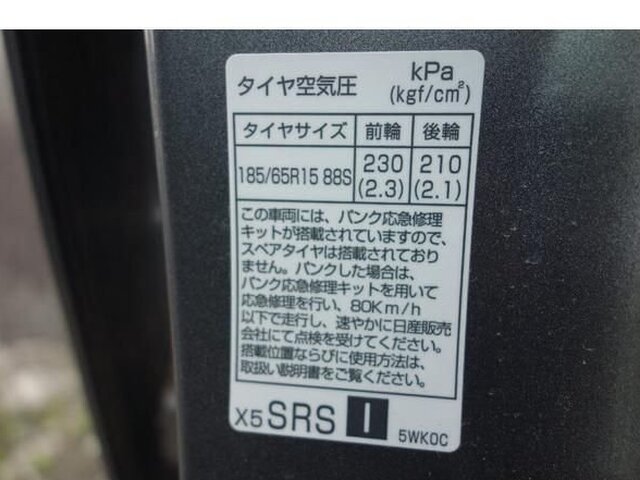 タイヤ空気圧 kPa (kgf/cm²)
タイヤサイズ 前輪 後輪
185/65R15 88S 230 (2.3) 210 (2.1)
この車両には、パンク応急修理
キットが搭載されていますので、
スペアタイヤは搭載されており
ません。パンクした場合は、
パンク応急修理キットを用いて
応急修理を行い、80Km/h
以下で走行し、速やかに日産販売
会社にて点検を受けてください。
搭載位置ならびに使用方法は、
取扱い説明書をご覧ください。
X5 SRS I 5WK0C